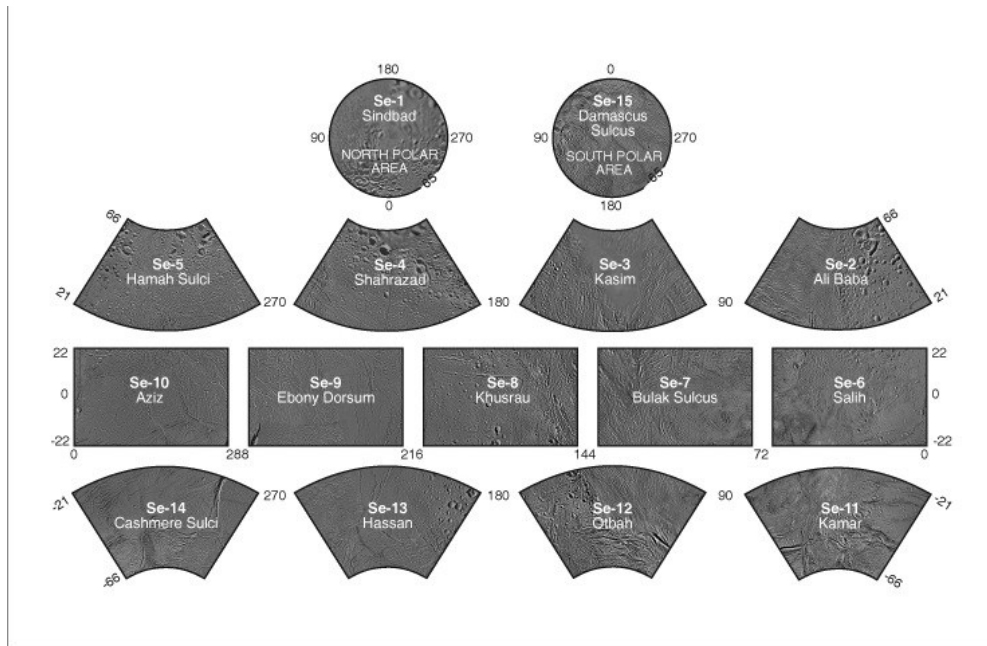 180
0
Se-1
Sindbad
90
270
NORTH POLAR
AREA
65
0
Se-15
Damascus
Sulcus
90
270
SOUTH POLAR
AREA
-65
180
66
Se-5
Hamah Sulci
21
270
Se-4
Shahrazad
180
Se-3
Kasim
90
66
Se-2
Ali Baba
21
22
0
-22
Se-10
Aziz
Se-9
Ebony Dorsum
Se-8
Khusrau
Se-7
Bulak Sulcus
Se-6
Salih
22
0
-22
0
288
216
144
72
0
-21
Se-14
Cashmere Sulci
-66
270
Se-13
Hassan
180
Se-12
Otbah
90
Se-11
Kamar
-21
-66